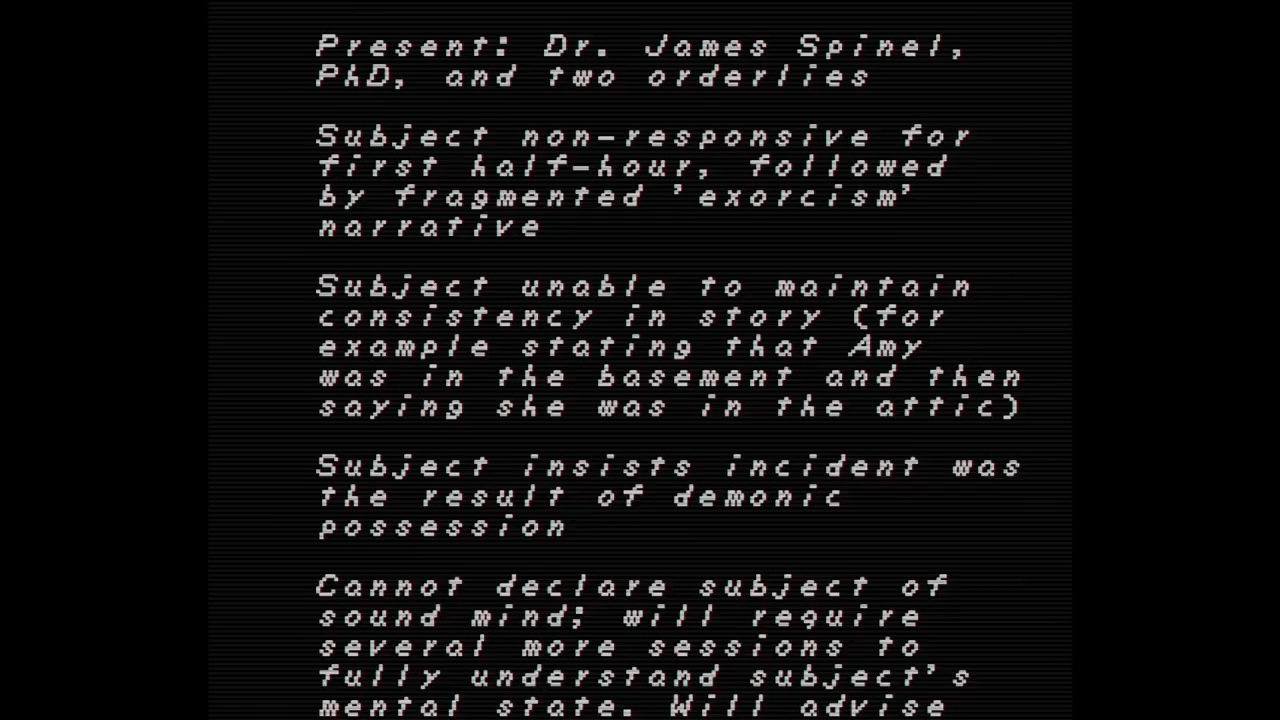 Present: Dr. James Spinel,
PhD, and two orderlies
Subject non-responsive for
first half-hour, followed
by fragmented 'exorcism'
narrative
Subject unable to maintain
consistency in story (for
example stating that Amy
was in the basement and then
saying she was in the attic)
Subject insists incident was
the result of demonic
possession
Cannot declare subject of
sound mind; will require
several more sessions to
fully understand subject's
mental state. Will advise